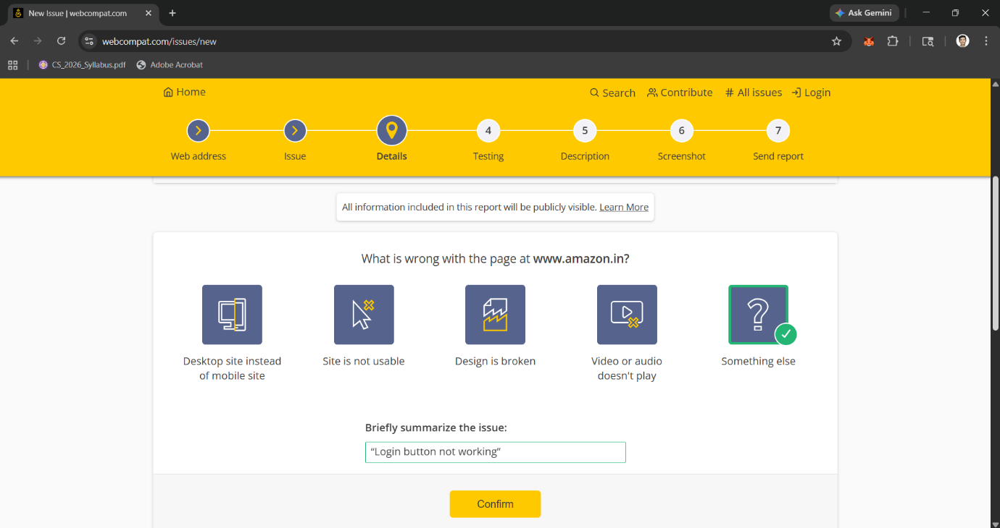 New Issue | webcompat.com
Ask Gemini
webcompat.com/issues/new
CS_2026_Syllabus.pdf Adobe Acrobat
Home Search Contribute # All issues Login
4 5 6 7
Web address Issue Details Testing Description Screenshot Send report
All information included in this report will be publicly visible. Learn More
What is wrong with the page at www.amazon.in?
Desktop site instead of mobile site
Site is not usable
Design is broken
Video or audio doesn't play
Something else
Briefly summarize the issue:
“Login button not working”
Confirm